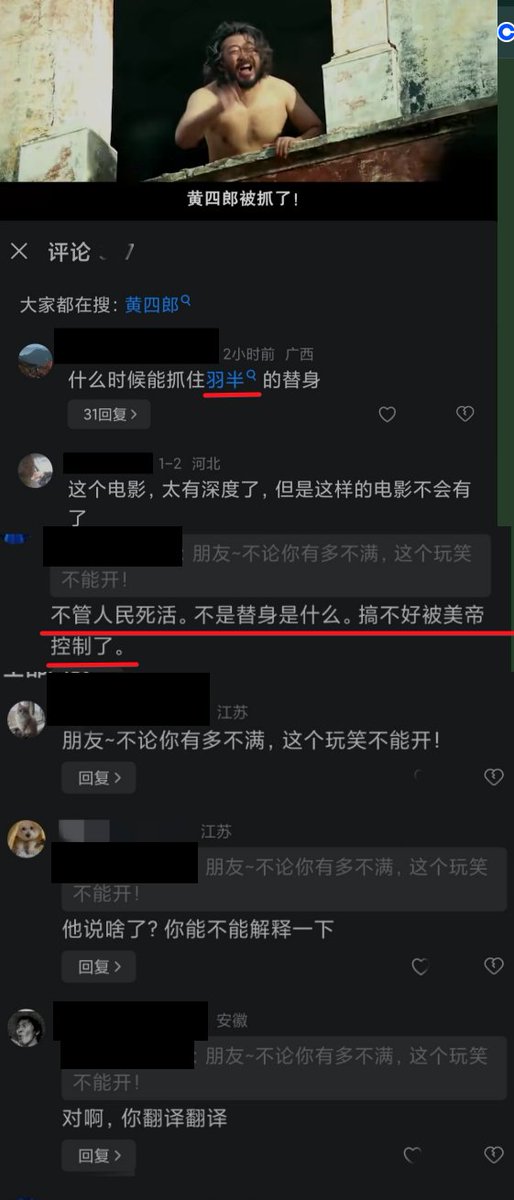 黄四郎被抓了！
评论
大家都在搜：黄四郎
2小时前 广西
什么时候能抓住羽半的替身
31回复 >
1-2 河北
这个电影，太有深度了，但是这样的电影不会有
了
：朋友~不论你有多不满，这个玩笑
不能开！
不管人民死活。不是替身是什么。搞不好被美帝
控制了。
江苏
朋友~不论你有多不满，这个玩笑不能开！
回复 >
江苏
朋友~不论你有多不满，这个玩笑
不能开！
他说啥了？你能不能解释一下
回复 >
安徽
：朋友~不论你有多不满，这个玩笑
不能开！
对啊，你翻译翻译
回复 >